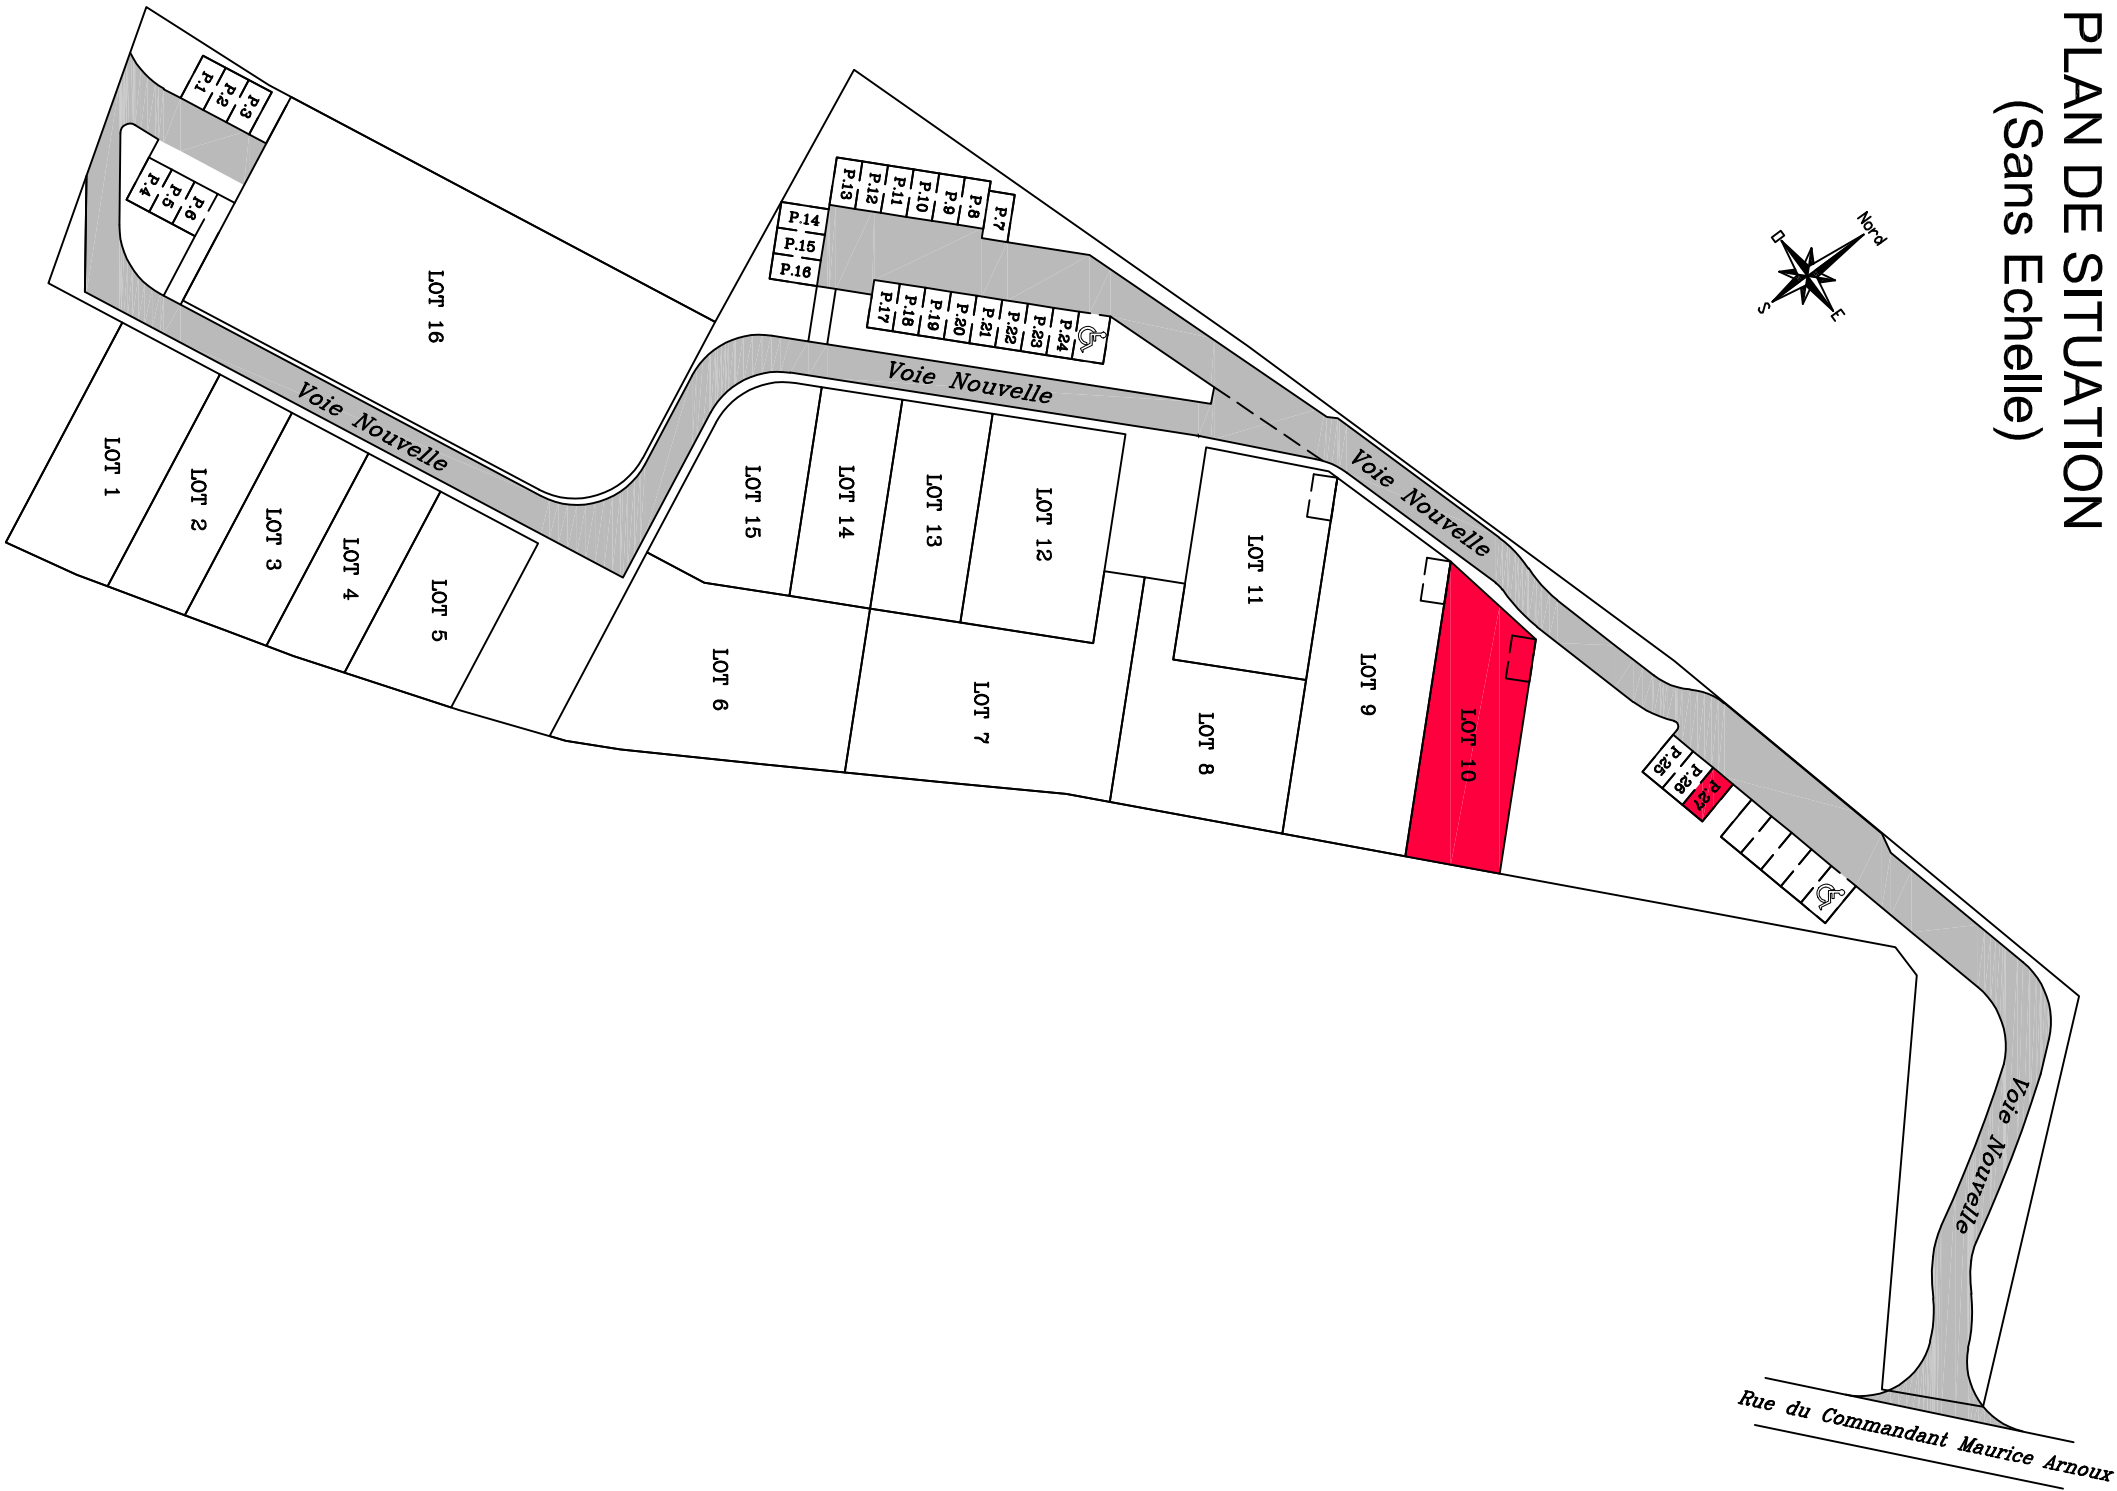 PLAN DE SITUATION
(Sans Echelle)
Nord
O
E
S
P.1
P.2
P.3
P.4
P.5
P.6
LOT 16
P.13
P.12
P.11
P.10
P.9
P.8
P.7
P.14
P.15
P.16
P.17
P.18
P.19
P.20
P.21
P.22
P.23
P.24
Voie Nouvelle
Voie Nouvelle
Voie Nouvelle
LOT 1
LOT 2
LOT 3
LOT 4
LOT 5
LOT 15
LOT 14
LOT 13
LOT 12
LOT 11
LOT 6
LOT 7
LOT 8
LOT 9
LOT 10
P.25
P.26
P.27
Voie Nouvelle
Rue du Commandant Maurice Arnoux